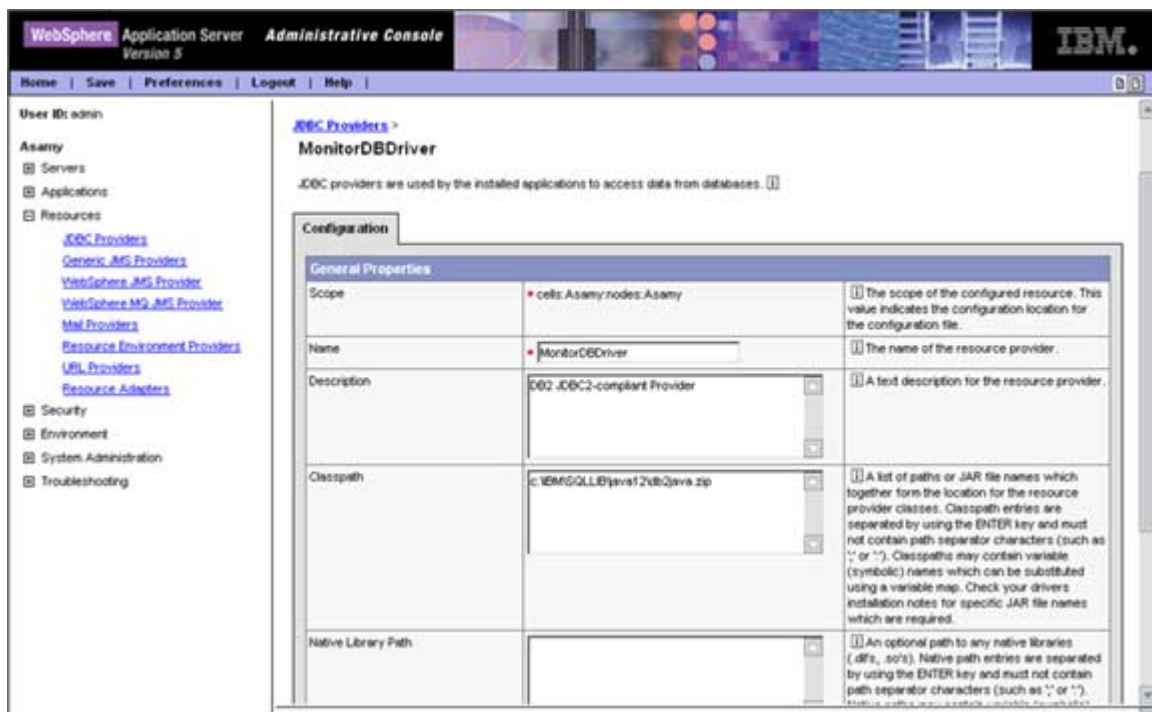 WebSphere Application Server Administrative Console
Version 5
IBM.
Home | Save | Preferences | Logout | Help |
User ID: admin
Asamy
Servers
Applications
Resources
JDBC Providers
Generic JMS Providers
WebSphere JMS Provider
WebSphere MQ JMS Provider
Mail Providers
Resource Environment Providers
URL Providers
Resource Adapters
Security
Environment
System Administration
Troubleshooting
JDBC Providers >
MonitorDBDriver
JDBC providers are used by the installed applications to access data from databases. i
Configuration
General Properties
Scope
* cells:Asamy:nodes:Asamy
i The scope of the configured resource. This
value indicates the configuration location for
the configuration file.
Name
* MonitorDBDriver
i The name of the resource provider.
Description
DB2 JDBC2-compliant Provider
i A text description for the resource provider.
Classpath
c:\IBM\SQLLIB\java12\db2java.zip
i A list of paths or JAR file names which
together form the location for the resource
provider classes. Classpath entries are
separated by using the ENTER key and must
not contain path separator characters (such as
';' or ':'). Classpaths may contain variable
(symbolic) names which can be substituted
using a variable map. Check your drivers
installation notes for specific JAR file names
which are required.
Native Library Path
i An optional path to any native libraries
(.dll's, .so's). Native path entries are separated
by using the ENTER key and must not contain
path separator characters (such as ';' or ':').
Native paths may contain variable (symbolic)